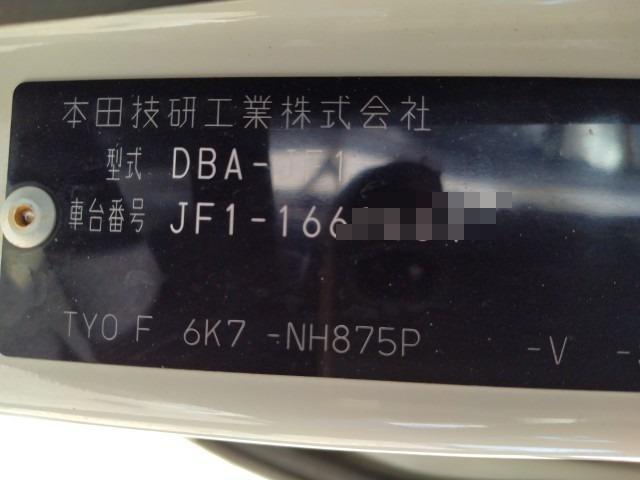 本田技研工業株式会社
型式 DBA-JF1
車台番号 JF1-166
TYO F 6K7 -NH875P -V -